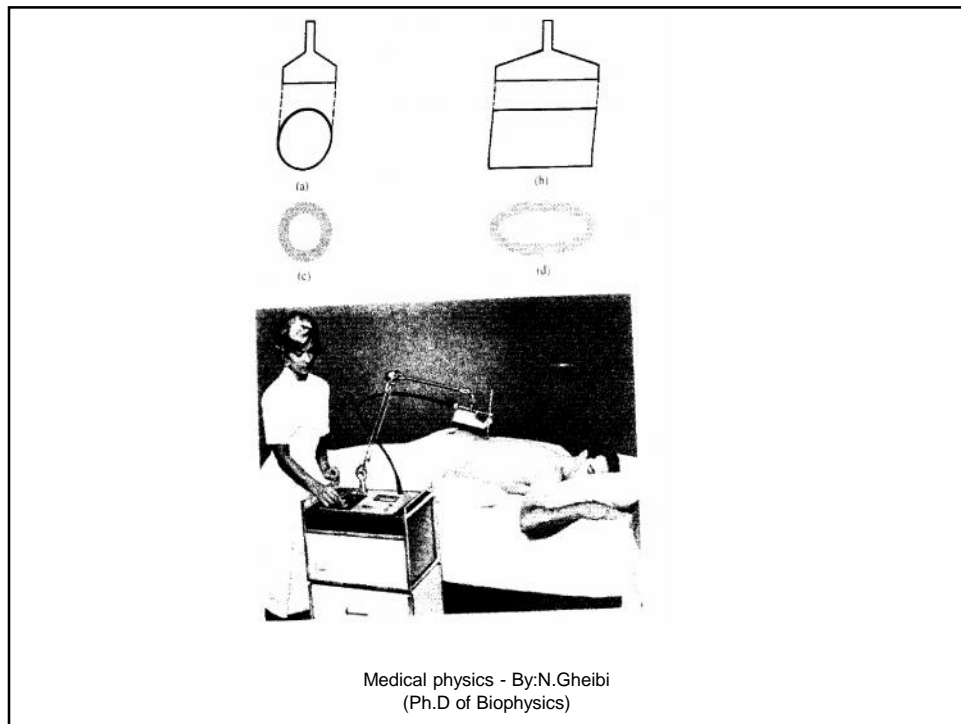 (a)
(h)
(c)
(d)
Medical physics - By:N.Gheibi
(Ph.D of Biophysics)